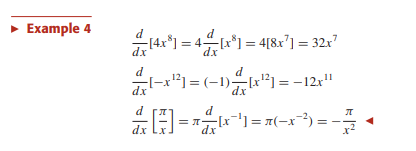 ▶ Example 4
d/dx [4x⁸] = 4 d/dx [x⁸] = 4[8x⁷] = 32x⁷
d/dx [−x¹²] = (−1) d/dx [x¹²] = −12x¹¹
d/dx [π/x] = π d/dx [x⁻¹] = π(−x⁻²) = −π/x² ◀